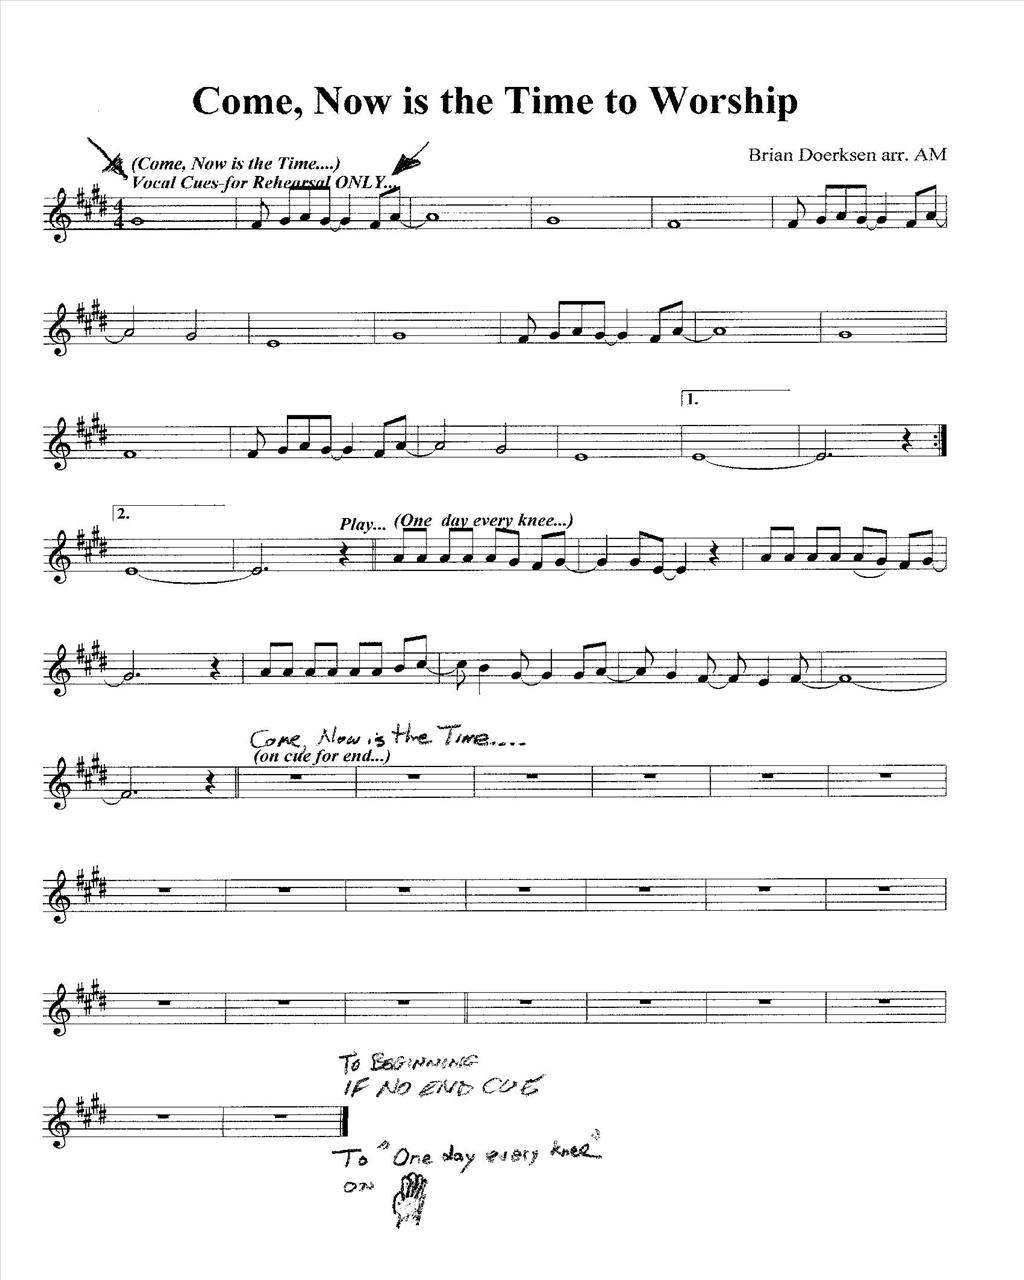 Come, Now is the Time to Worship
Brian Doerksen arr. AM
(Come, Now is the Time....)
Vocal Cues-for Rehearsal ONLY...
4
4
1.
2.
Play... (One day every knee...)
Come, Now is the Time....
(on cue for end...)
To BEGINNING
IF NO END CUE
To "One day every knee"
ON